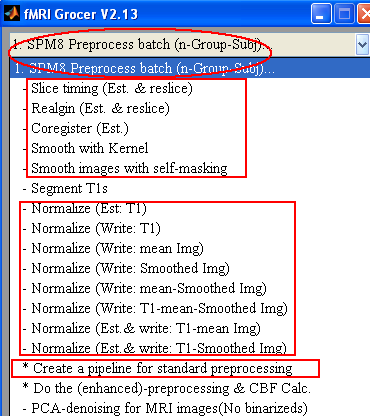 fMRI Grocer V2.13
1. SPM8 Preprocess batch (n-Group-Subj)...
1. SPM8 Preprocess batch (n-Group-Subj)...
- Slice timing (Est. & reslice)
- Realgin (Est. & reslice)
- Coregister (Est.)
- Smooth with Kernel
- Smooth images with self-masking
- Segment T1s
- Normalize (Est: T1)
- Normalize (Write: T1)
- Normalize (Write: mean Img)
- Normalize (Write: Smoothed Img)
- Normalize (Write: mean-Smoothed Img)
- Normalize (Write: T1-mean-Smoothed Img)
- Normalize (Est.& write: T1-mean Img)
- Normalize (Est.& write: T1-Smoothed Img)
* Create a pipeline for standard preprocessing
* Do the (enhanced)-preprocessing & CBF Calc.
- PCA-denoising for MRI images(No binarizeds)